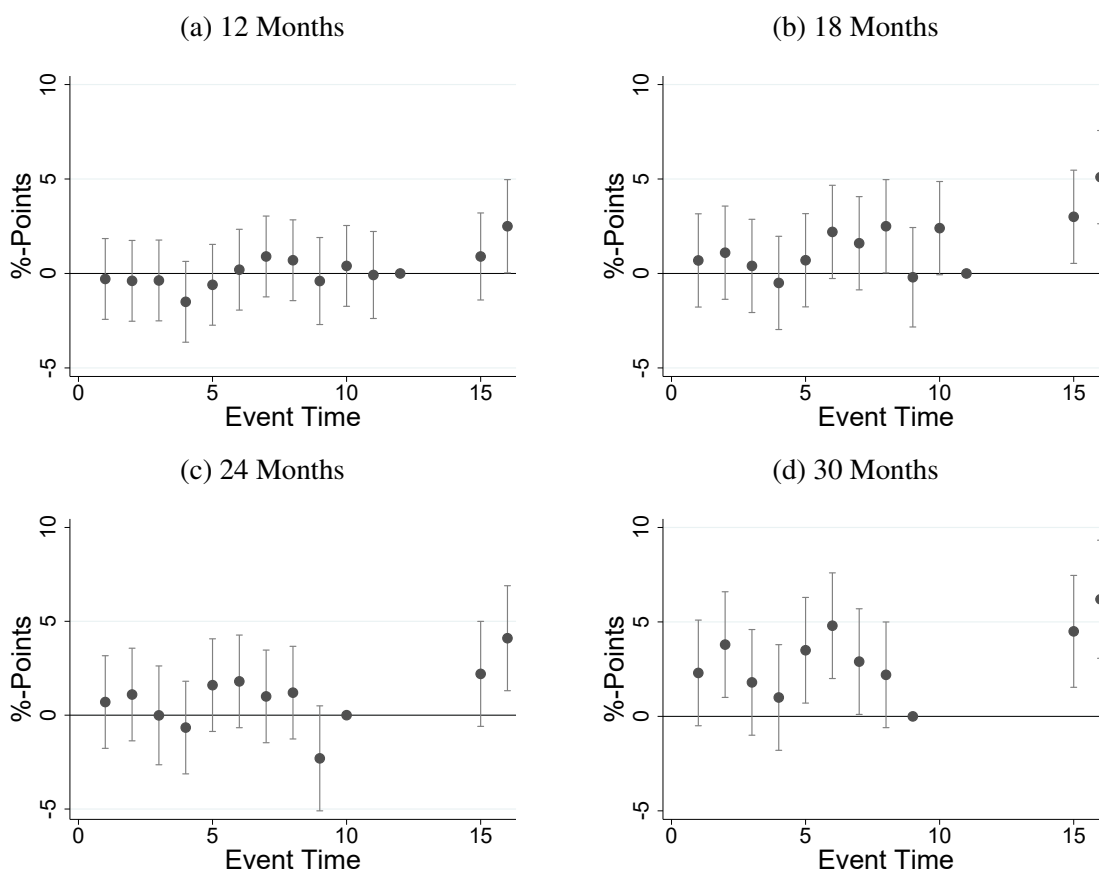 (a) 12 Months
%-Points
10
5
0
-5
0 5 10 15
Event Time
(b) 18 Months
%-Points
10
5
0
-5
0 5 10 15
Event Time
(c) 24 Months
%-Points
10
5
0
-5
0 5 10 15
Event Time
(d) 30 Months
%-Points
10
5
0
-5
0 5 10 15
Event Time